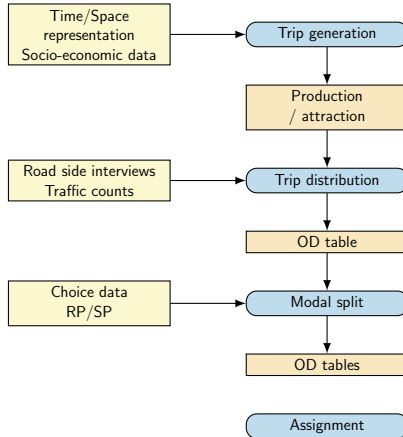 Time/Space
representation
Socio-economic data
Trip generation
Production
/ attraction
Road side interviews
Traffic counts
Trip distribution
OD table
Choice data
RP/SP
Modal split
OD tables
Assignment